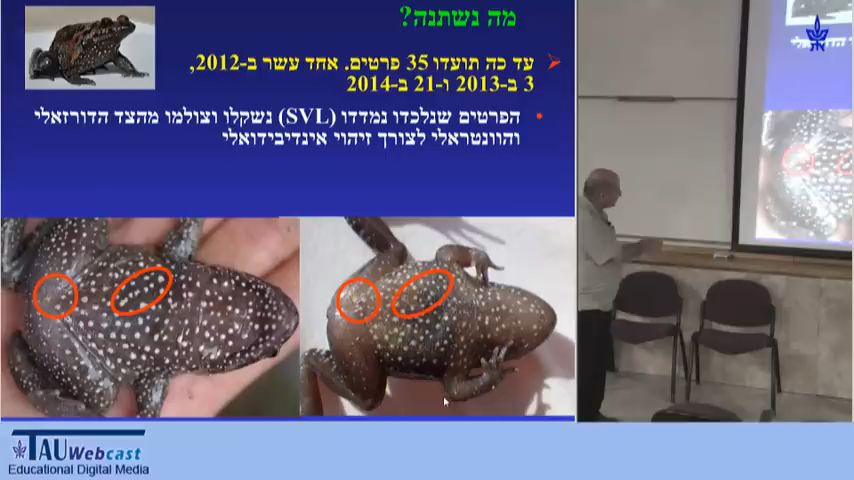 מה נשתנה?
עד כה תועדו 35 פרטים. אחד עשר ב-2012,
3 ב-2013 ו-21 ב-2014
הפרטים שנלכדו נמדדו (SVL) נשקלו וצולמו מהצד הדורזאלי
והוונטראלי לצורך זיהוי אינדיבידואלי
TAU Webcast
Educational Digital Media